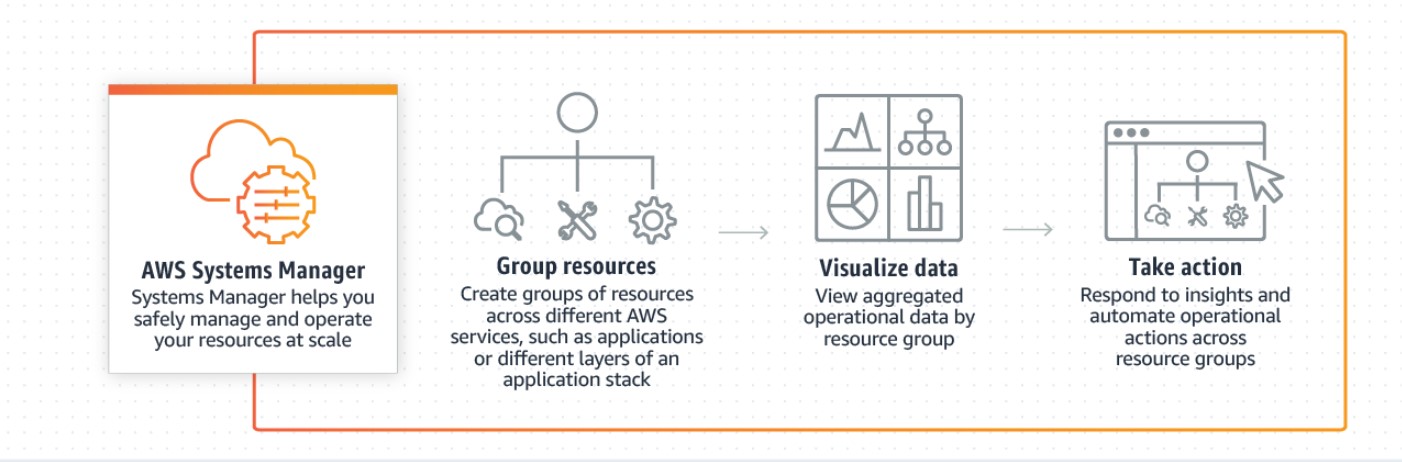 AWS Systems Manager
Systems Manager helps you
safely manage and operate
your resources at scale
Group resources
Create groups of resources
across different AWS
services, such as applications
or different layers of an
application stack
Visualize data
View aggregated
operational data by
resource group
Take action
Respond to insights and
automate operational
actions across
resource groups